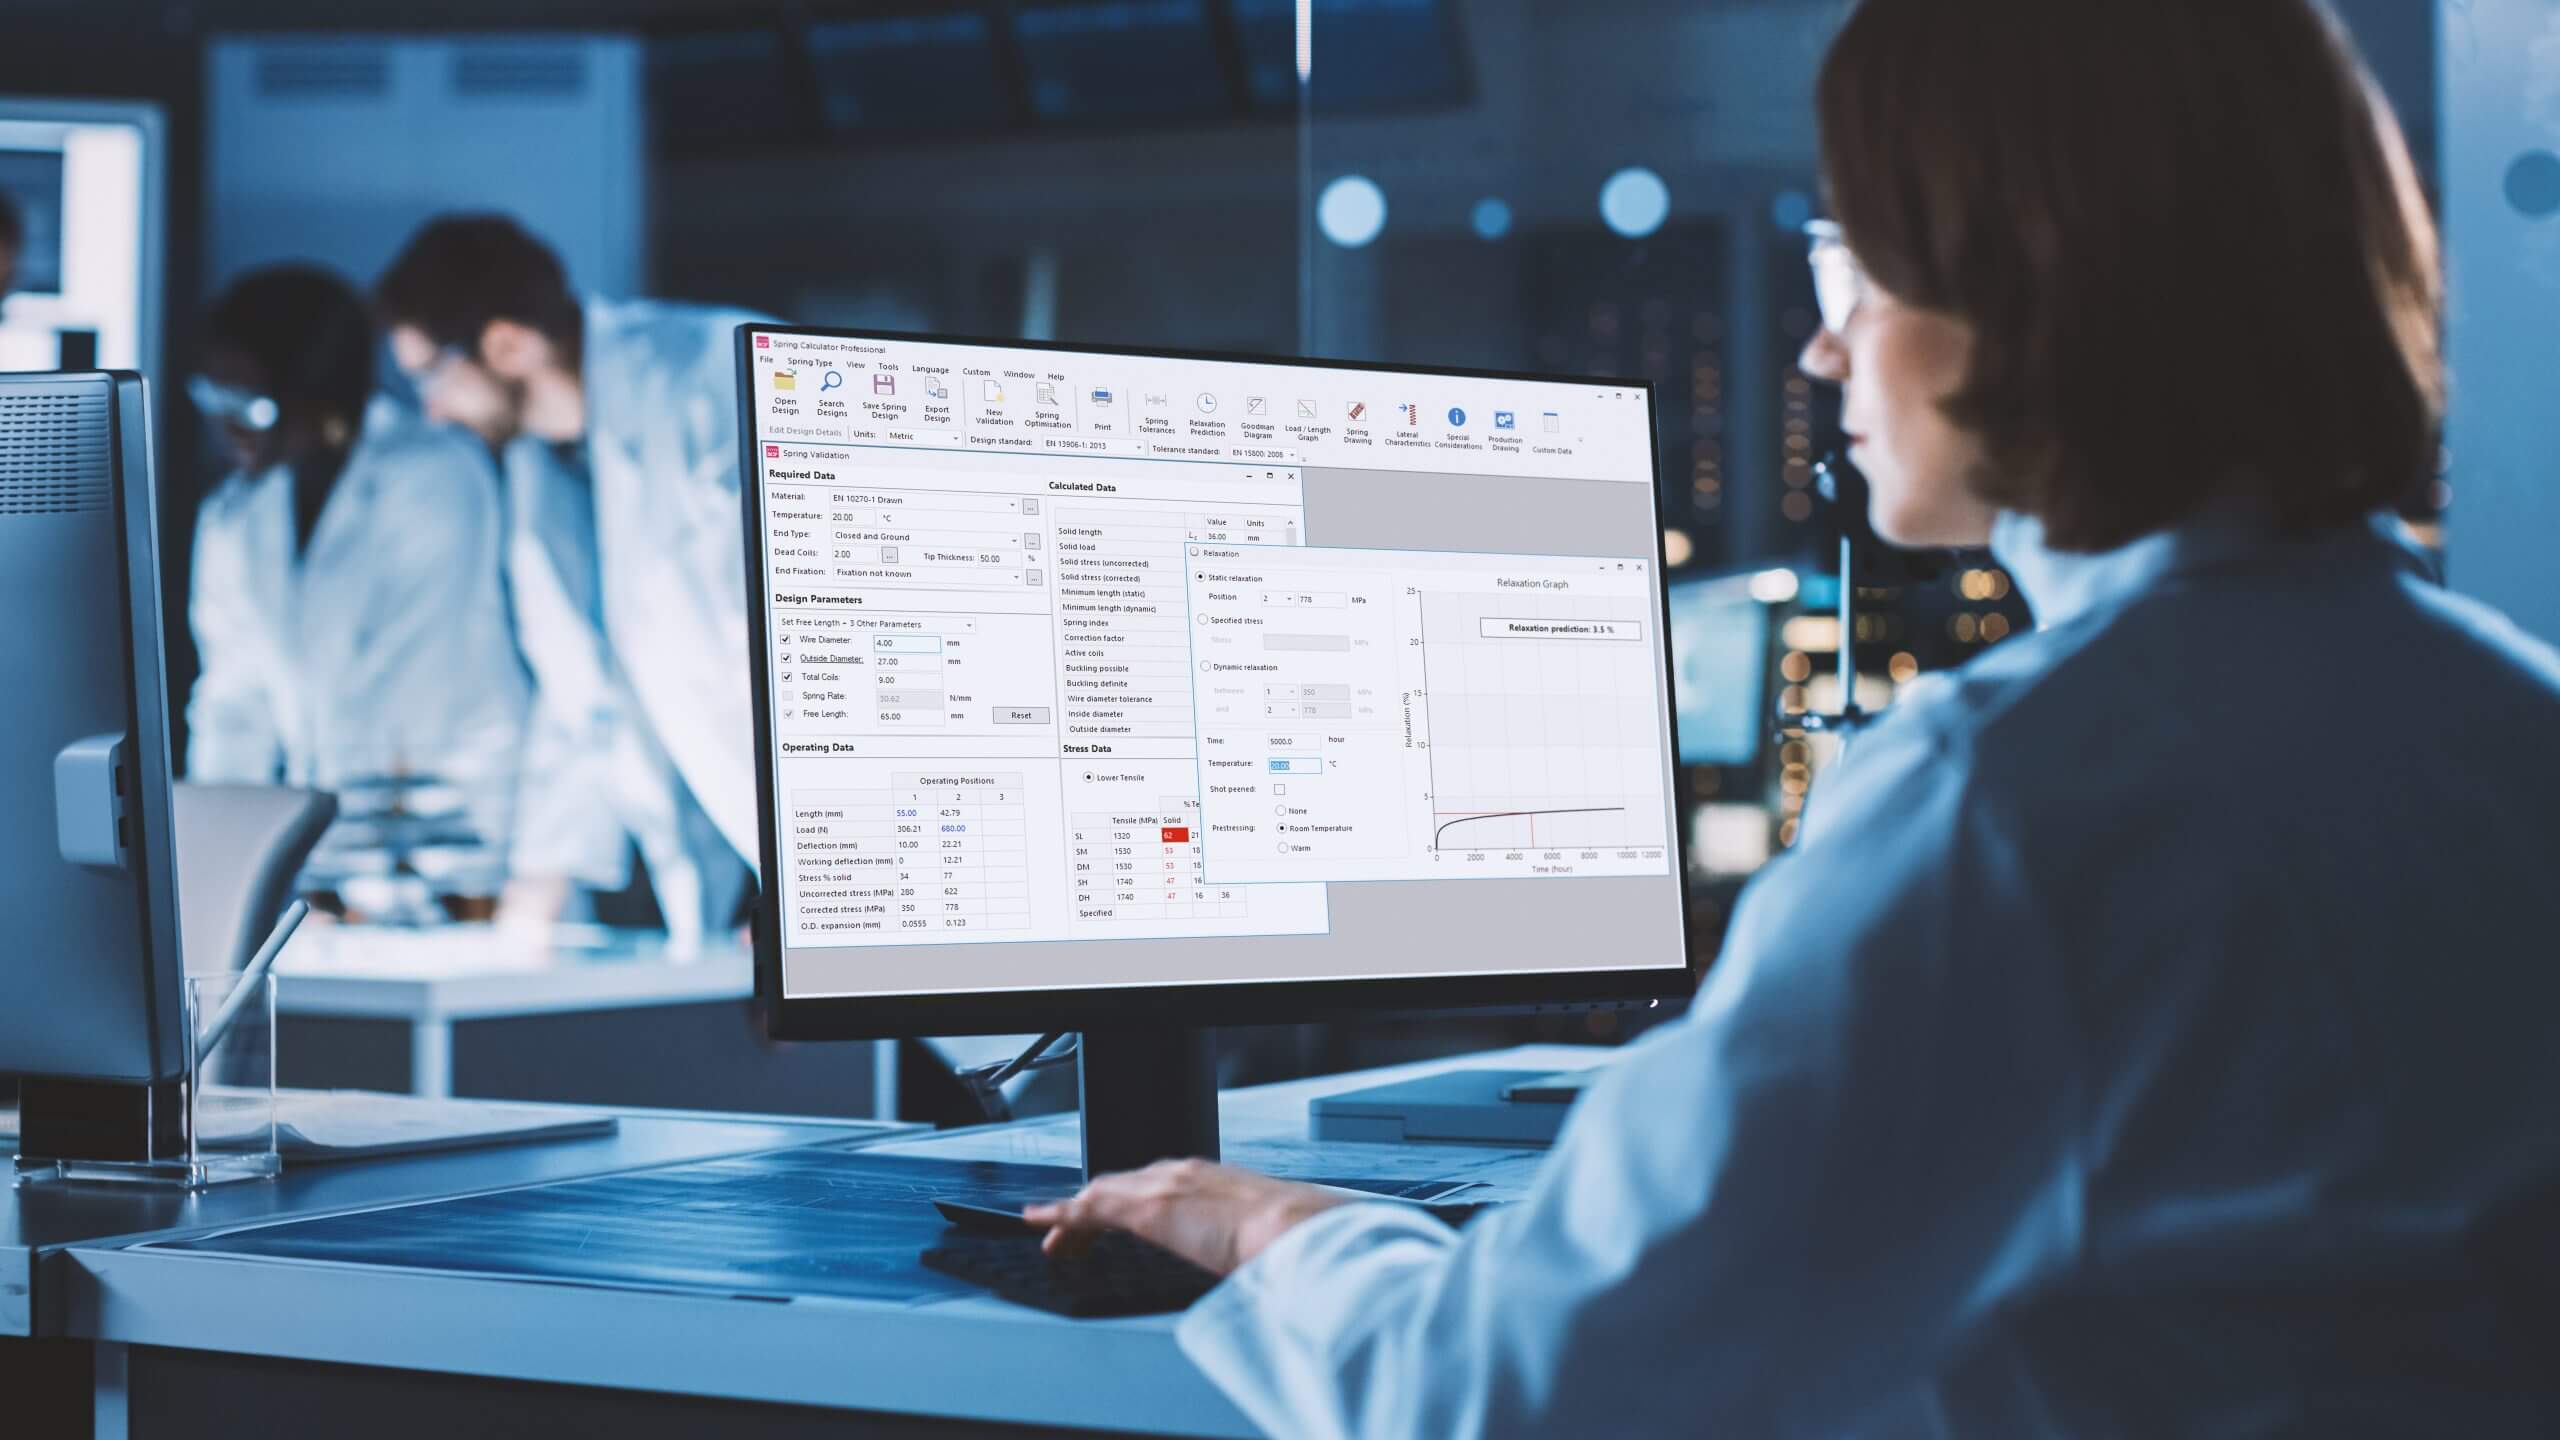 Spring Calculator Professional
File Spring Type View Tools Language Custom Window Help
Open Design Search Designs Save Spring Design Export Design New Validation Spring Optimisation Print Spring Tolerances Relaxation Prediction Goodman Diagram Load / Length Graph Spring Drawing Lateral Characteristics Special Considerations Production Drawing Custom Data
Edit Design Details Units: Metric Design standard: EN 13906-1: 2013 Tolerance standard: EN 15800: 2008
Spring Validation
Required Data
Material: EN 10270-1 Drawn ...
Temperature: 20.00 °C
End Type: Closed and Ground ...
Dead Coils: 2.00 ... Tip Thickness: 50.00 %
End Fixation: Fixation not known ...
Design Parameters
Set Free Length - 3 Other Parameters
Wire Diameter: 4.00 mm
Outside Diameter: 27.00 mm
Total Coils: 9.00
Spring Rate: 30.62 N/mm
Free Length: 65.00 mm Reset
Operating Data
Operating Positions
1 2 3
Length (mm) 55.00 42.79
Load (N) 306.21 680.00
Deflection (mm) 10.00 22.21
Working deflection (mm) 0 12.21
Stress % solid 34 77
Uncorrected stress (MPa) 280 622
Corrected stress (MPa) 350 778
O.D. expansion (mm) 0.0555 0.123
Calculated Data
Value Units
Solid length Lc 36.00 mm
Solid load
Solid stress (uncorrected)
Solid stress (corrected)
Minimum length (static)
Minimum length (dynamic)
Spring index
Correction factor
Active coils
Buckling possible
Buckling definite
Wire diameter tolerance
Inside diameter
Outside diameter
Stress Data
Lower Tensile
% Te
Tensile (MPa) Solid
SL 1320 62 21
SM 1530 53 18
DM 1530 53 18
SH 1740 47 16
DH 1740 47 16 36
Specified
Relaxation
Static relaxation
Position 2 778 MPa
Specified stress
Stress MPa
Dynamic relaxation
between 1 350 MPa
and 2 778 MPa
Time: 5000.0 hour
Temperature: 20.00 °C
Shot peened:
None
Prestressing: Room Temperature
Warm
Relaxation Graph
Relaxation prediction: 3.5 %
Relaxation (%)
25
20
15
10
5
0
0 2000 4000 6000 8000 10000 12000
Time (hour)